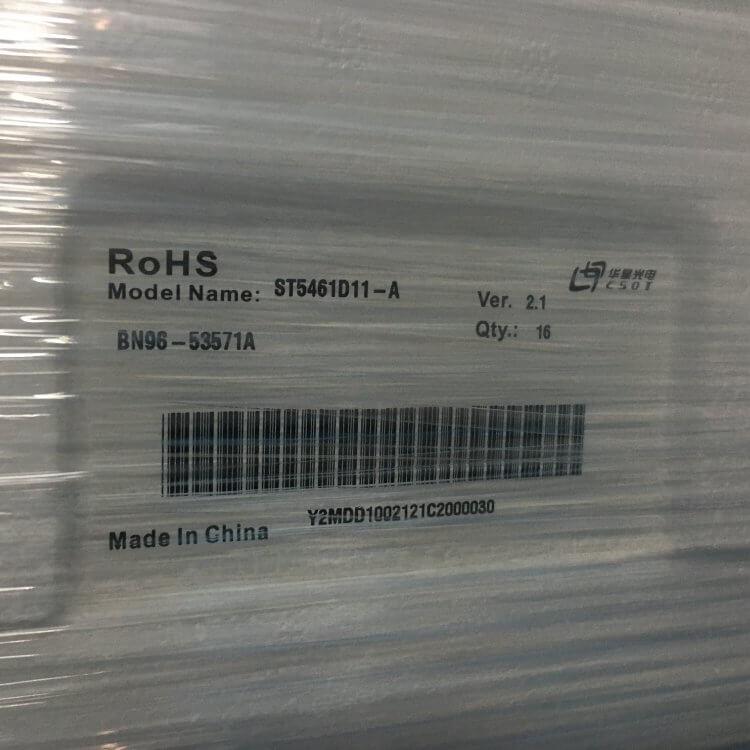 RoHS
Model Name: ST5461D11-A
BN96-53571A
Ver. 2.1
Qty.: 16
华星光电
CSOT
Y2MDD1002121C2000030
Made In China